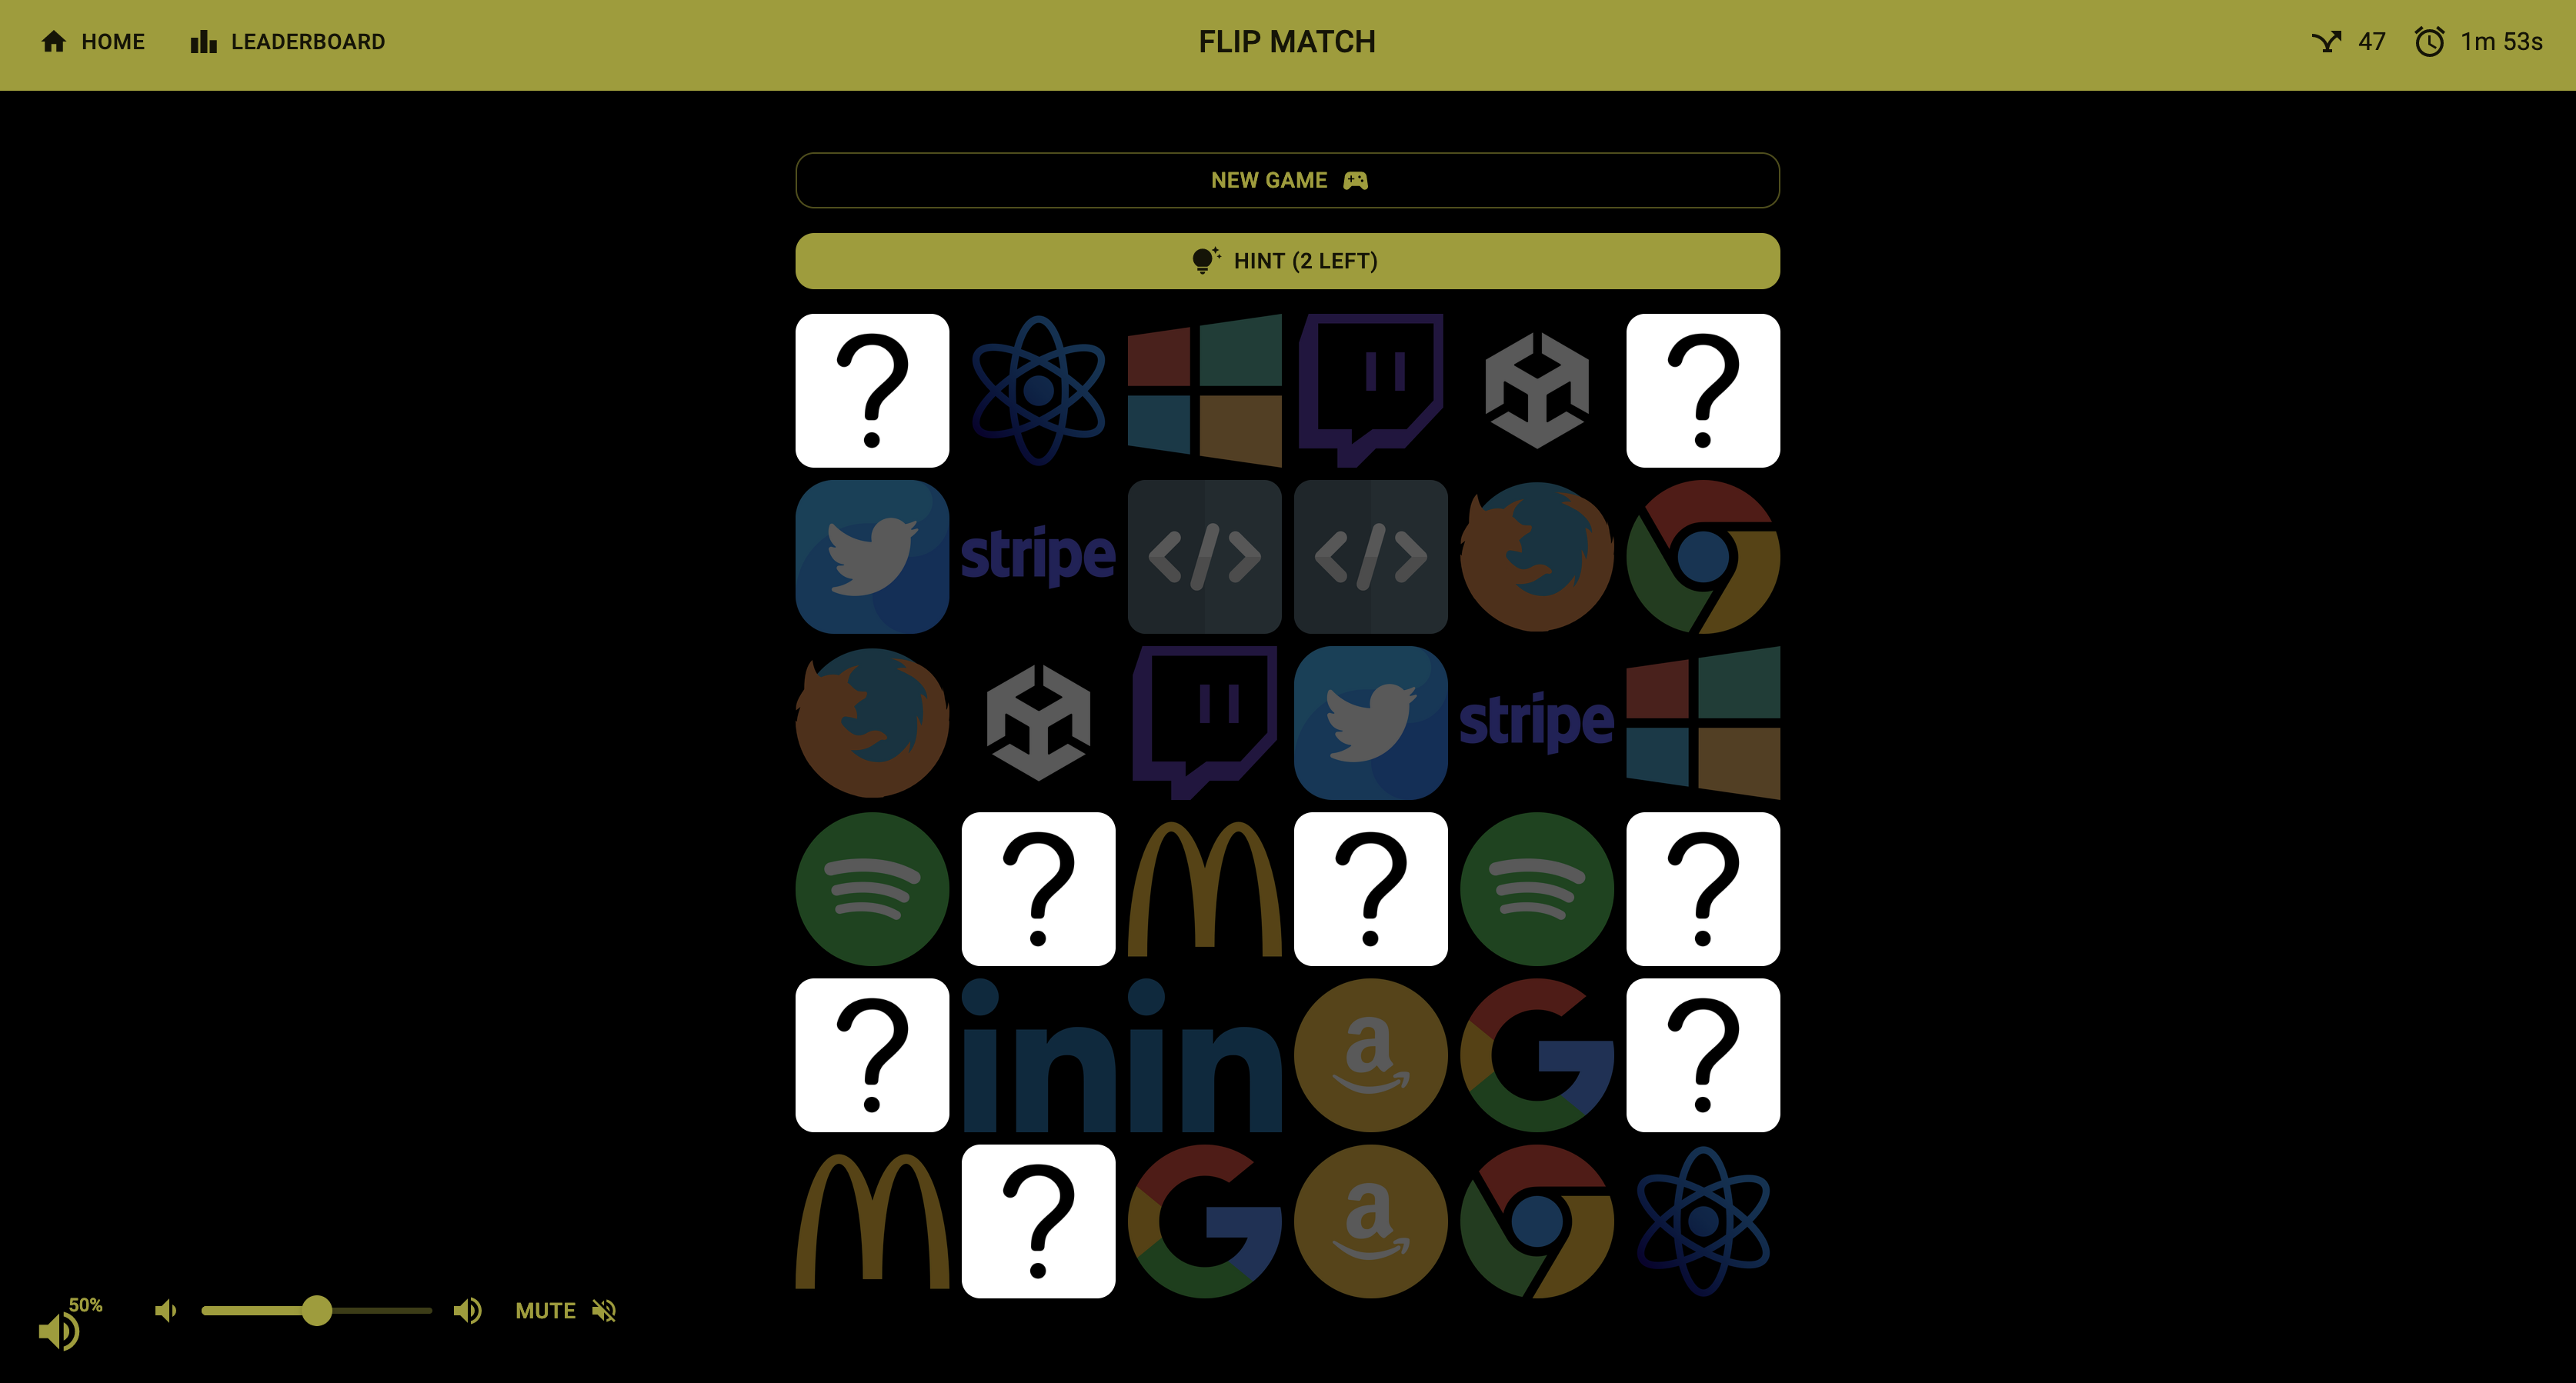 HOME LEADERBOARD FLIP MATCH 47 1m 53s
NEW GAME
HINT (2 LEFT)
? ?
stripe </> </>
stripe
? ? ?
? in in a ?
? a
50% MUTE